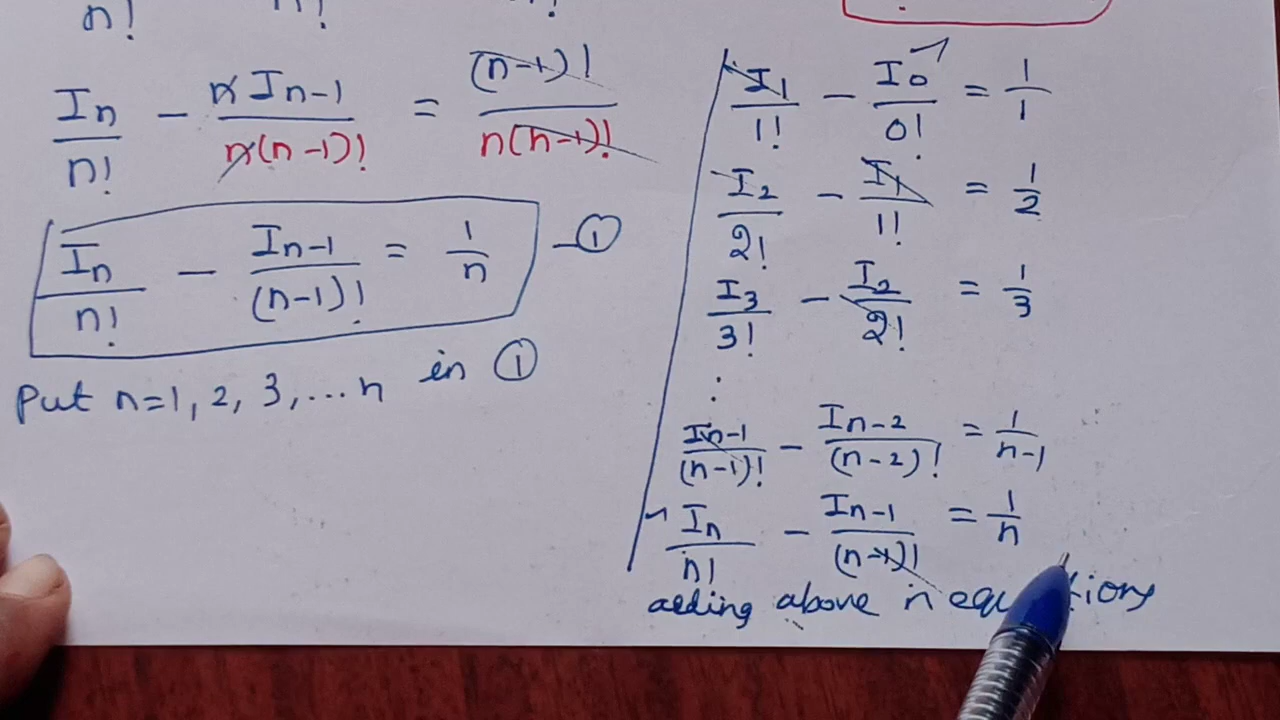 n! n! n!
Iₙ/n! − nIₙ₋₁/n(n−1)! = (n−1)!/n(n−1)!
Iₙ/n! − Iₙ₋₁/(n−1)! = 1/n −①
Put n=1, 2, 3, ... n in ①
I₁/1! − I₀/0! = 1/1
I₂/2! − I₁/1! = 1/2
I₃/3! − I₂/2! = 1/3
.
.
Iₙ₋₁/(n−1)! − Iₙ₋₂/(n−2)! = 1/n−1
Iₙ/n! − Iₙ₋₁/(n−1)! = 1/n
adding above n